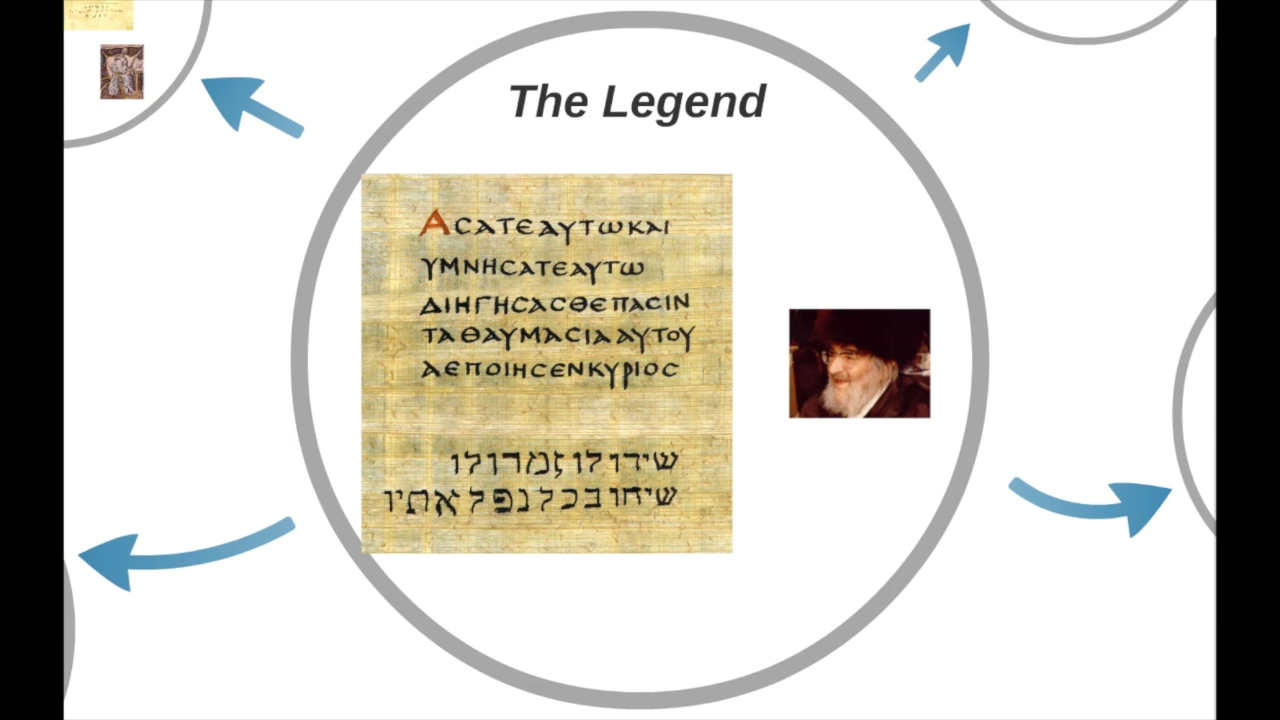 The Legend
ΑϹΑΤΕΑΥΤΩΚΑΙ
ΥΜΝΗϹΑΤΕΑΥΤΩ
ΔΙΗΓΗϹΑϹΘΕΠΑϹΙΝ
ΤΑΘΑΥΜΑϹΙΑΑΥΤΟΥ
ΑΕΠΟΙΗϹΕΝΚΥΡΙΟϹ
שירו לו זמרו לו
שיחו בכל נפלאתיו